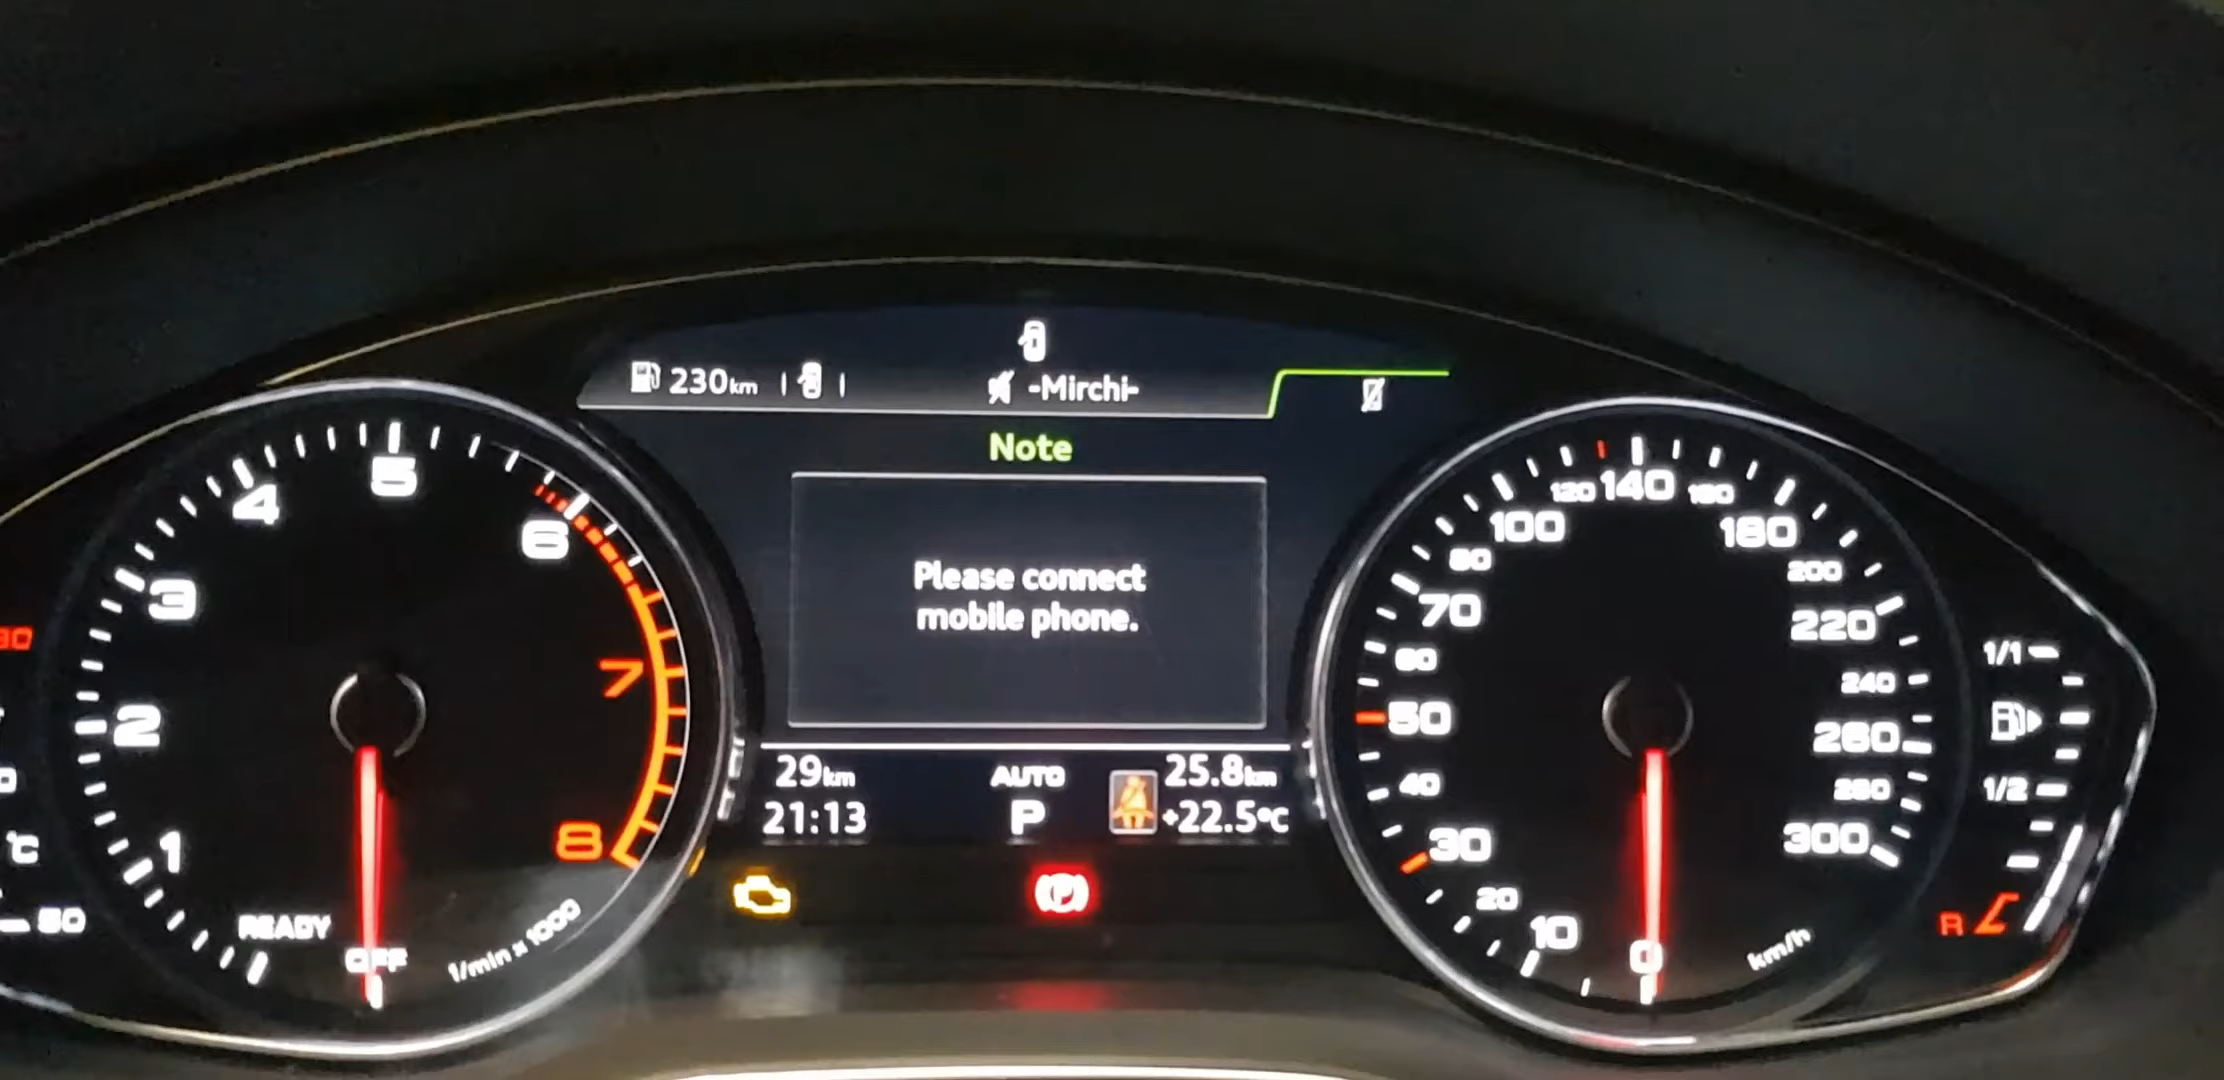 230km
-Mirchi-
Note
Please connect
mobile phone.
29km
21:13
AUTO
P
25.8km
+22.5°C
1
2
3
4
5
6
7
8
READY
OFF
1/min x 1000
0
10
20
30
40
50
60
70
80
100
120
140
160
180
200
220
240
260
280
300
km/h
1/1
1/2
R
°C
50